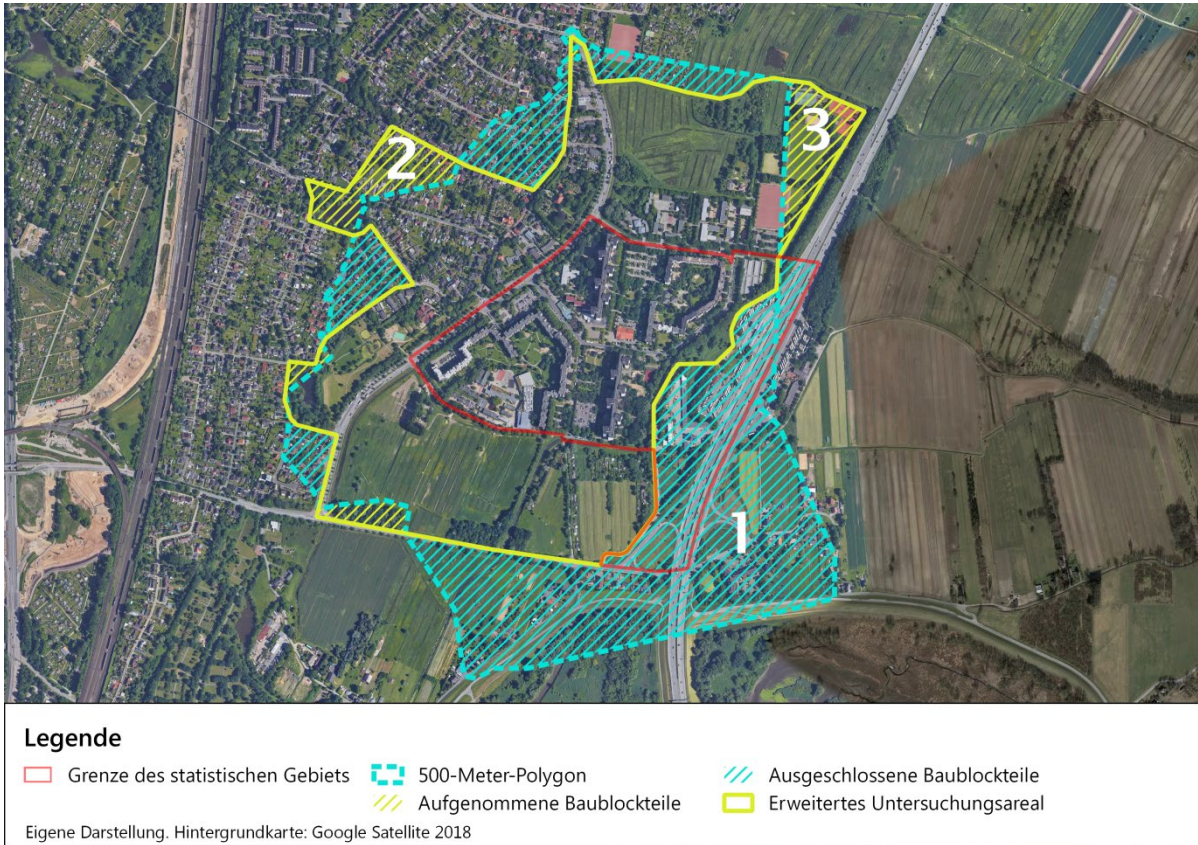 2
3
1
Legende
Grenze des statistischen Gebiets 500-Meter-Polygon Ausgeschlossene Baublockteile
Aufgenommene Baublockteile Erweitertes Untersuchungsareal
Eigene Darstellung. Hintergrundkarte: Google Satellite 2018